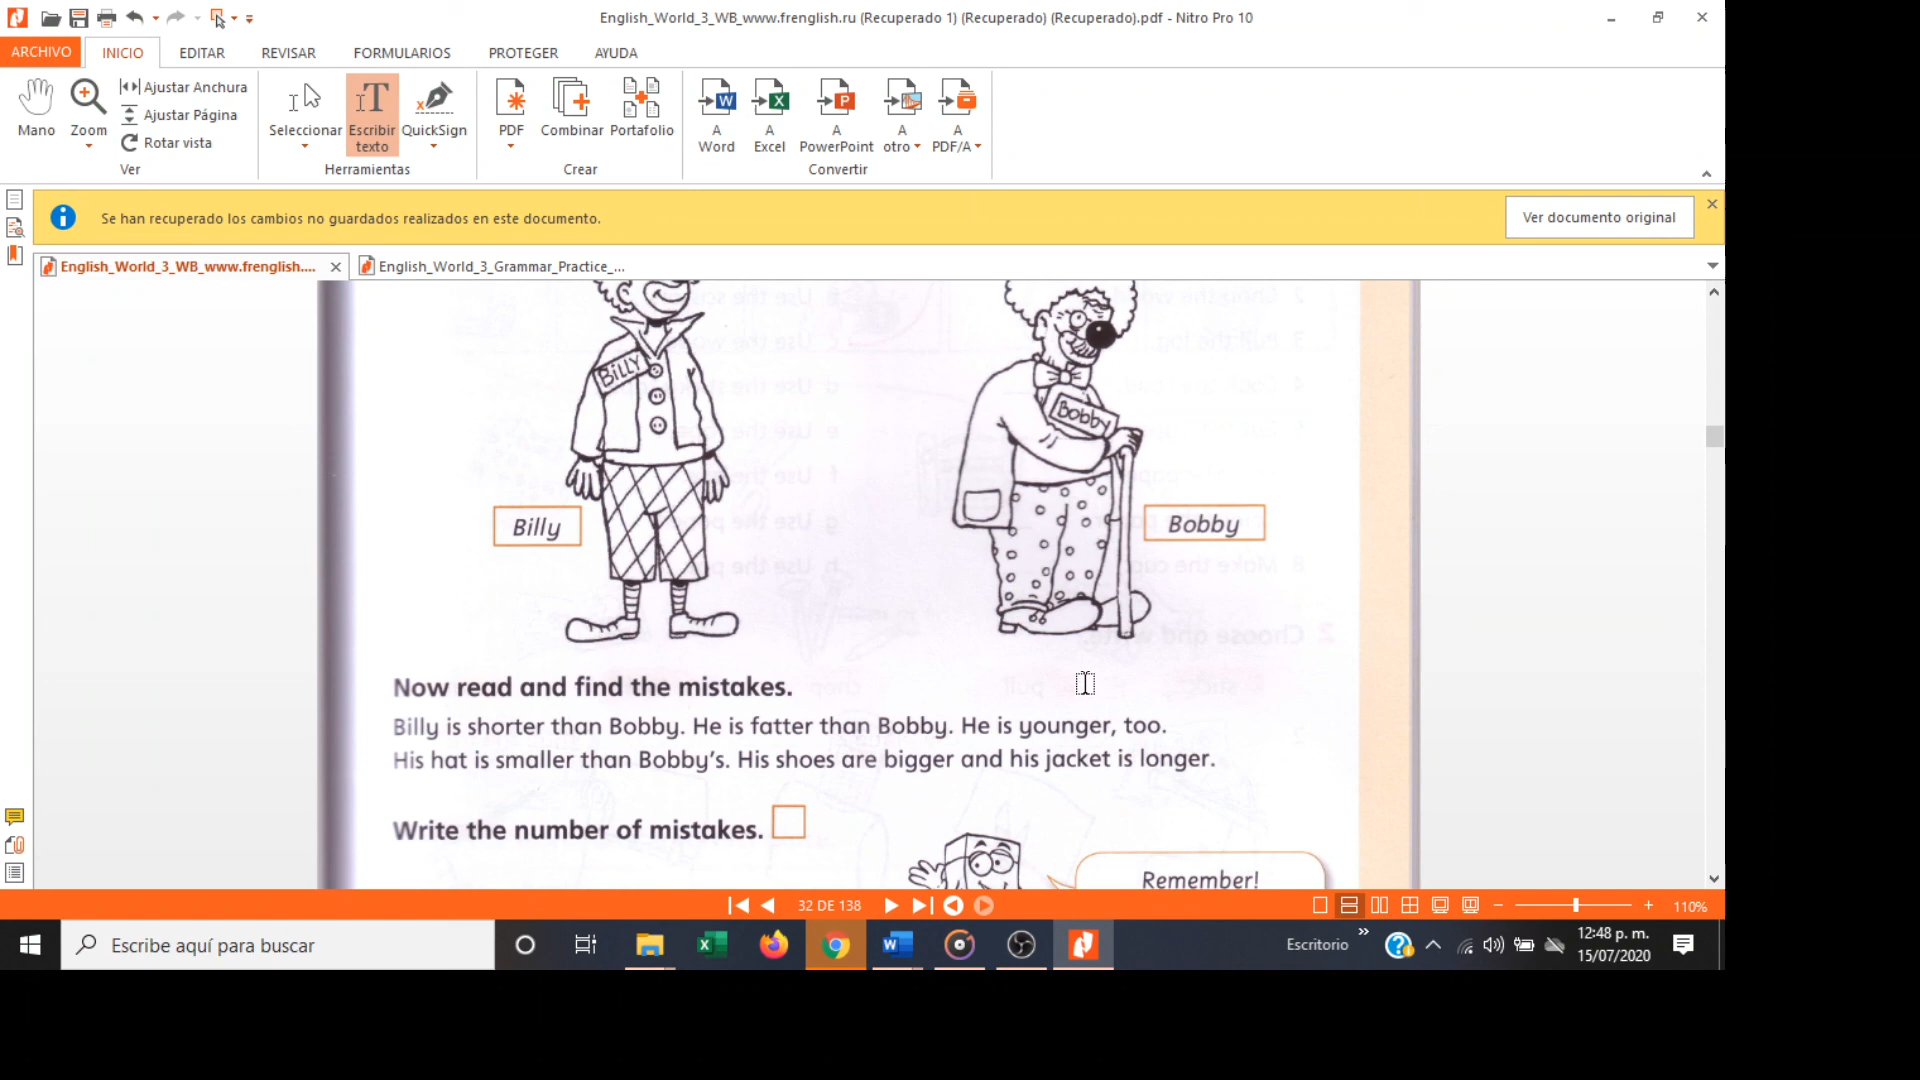 English_World_3_WB_www.frenglish.ru (Recuperado 1) (Recuperado) (Recuperado).pdf - Nitro Pro 10
ARCHIVO INICIO EDITAR REVISAR FORMULARIOS PROTEGER AYUDA
Mano
Zoom
Ajustar Anchura
Ajustar Página
Rotar vista
Ver
Seleccionar
Escribir texto
QuickSign
Herramientas
PDF
Combinar
Portafolio
Crear
A Word
A Excel
A PowerPoint
A otro
A PDF/A
Convertir
Se han recuperado los cambios no guardados realizados en este documento.
Ver documento original
English_World_3_WB_www.frenglish....
English_World_3_Grammar_Practice_...
BILLY
Bobby
Billy
Bobby
Now read and find the mistakes.
Billy is shorter than Bobby. He is fatter than Bobby. He is younger, too.
His hat is smaller than Bobby's. His shoes are bigger and his jacket is longer.
Write the number of mistakes.
Remember!
32 DE 138
110%
Escribe aquí para buscar
Escritorio
12:48 p. m.
15/07/2020